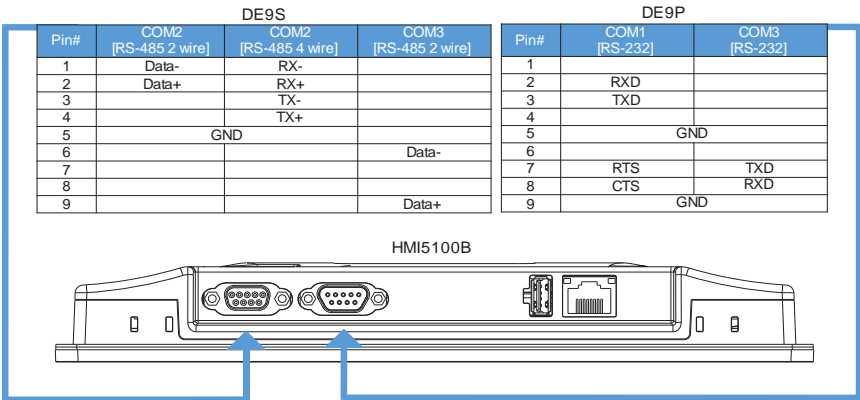 DE9S
Pin# COM2 [RS-485 2 wire] COM2 [RS-485 4 wire] COM3 [RS-485 2 wire]
1 Data- RX-
2 Data+ RX+
3 TX-
4 TX+
5 GND
6 Data-
7
8
9 Data+
DE9P
Pin# COM1 [RS-232] COM3 [RS-232]
1
2 RXD
3 TXD
4
5 GND
6
7 RTS TXD
8 CTS RXD
9 GND
HMI5100B